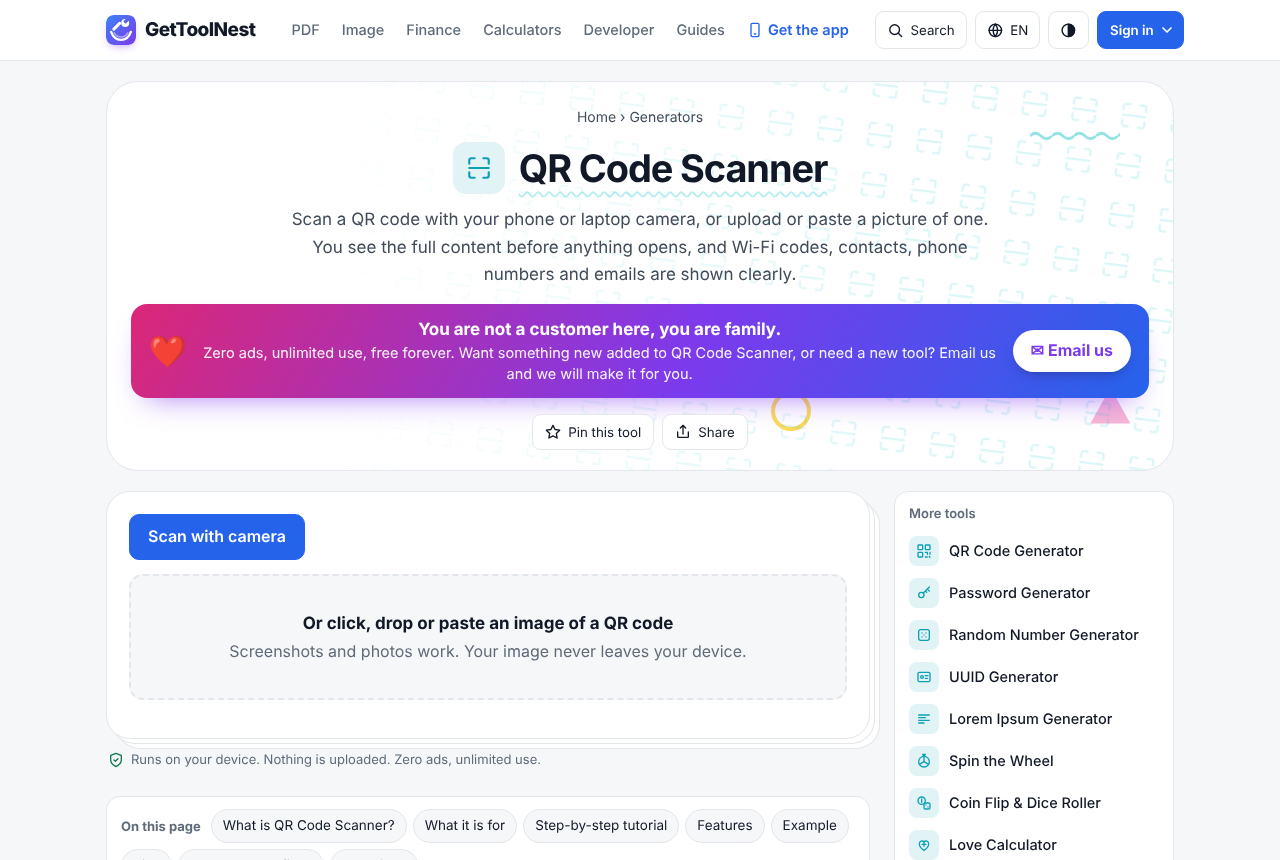 GetToolNest
PDF
Image
Finance
Calculators
Developer
Guides
Get the app
Search
EN
Sign in
Home › Generators
QR Code Scanner
Scan a QR code with your phone or laptop camera, or upload or paste a picture of one.
You see the full content before anything opens, and Wi-Fi codes, contacts, phone
numbers and emails are shown clearly.
You are not a customer here, you are family.
Zero ads, unlimited use, free forever. Want something new added to QR Code Scanner, or need a new tool? Email us
and we will make it for you.
✉ Email us
Pin this tool
Share
Scan with camera
Or click, drop or paste an image of a QR code
Screenshots and photos work. Your image never leaves your device.
Runs on your device. Nothing is uploaded. Zero ads, unlimited use.
On this page
What is QR Code Scanner?
What it is for
Step-by-step tutorial
Features
Example
More tools
QR Code Generator
Password Generator
Random Number Generator
UUID Generator
Lorem Ipsum Generator
Spin the Wheel
Coin Flip & Dice Roller
Love Calculator